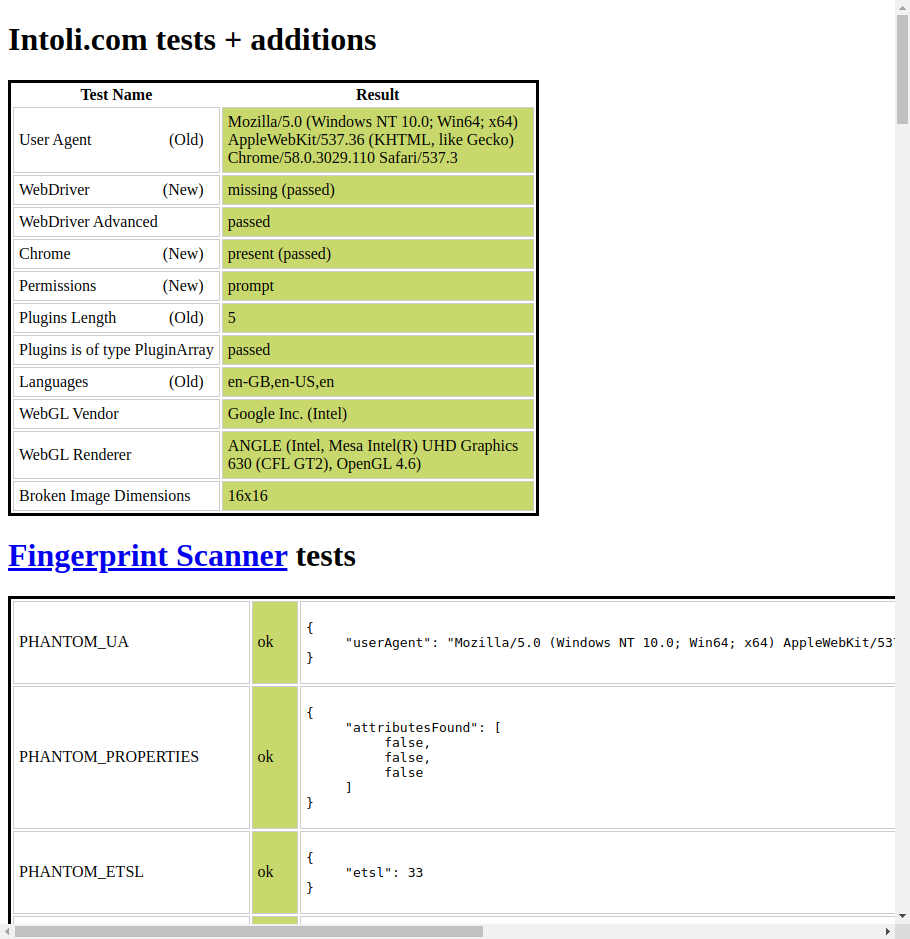 Intoli.com tests + additions
Test Name Result
User Agent (Old) Mozilla/5.0 (Windows NT 10.0; Win64; x64)
AppleWebKit/537.36 (KHTML, like Gecko)
Chrome/58.0.3029.110 Safari/537.3
WebDriver (New) missing (passed)
WebDriver Advanced passed
Chrome (New) present (passed)
Permissions (New) prompt
Plugins Length (Old) 5
Plugins is of type PluginArray passed
Languages (Old) en-GB,en-US,en
WebGL Vendor Google Inc. (Intel)
WebGL Renderer ANGLE (Intel, Mesa Intel(R) UHD Graphics
630 (CFL GT2), OpenGL 4.6)
Broken Image Dimensions 16x16
Fingerprint Scanner tests
PHANTOM_UA ok {
"userAgent": "Mozilla/5.0 (Windows NT 10.0; Win64; x64) AppleWebKit/537
}
PHANTOM_PROPERTIES ok {
"attributesFound": [
false,
false,
false
]
}
PHANTOM_ETSL ok {
"etsl": 33
}